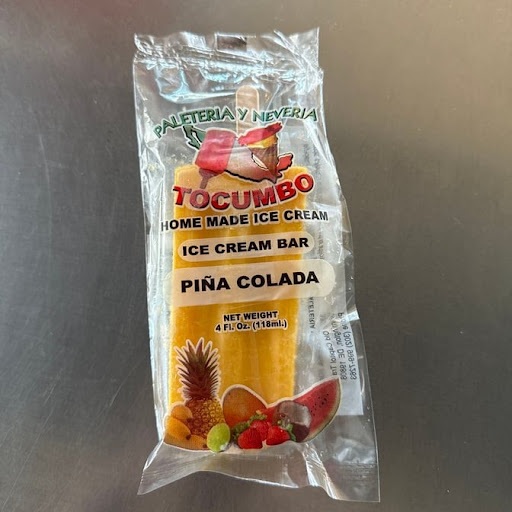 PALETERIA Y NEVERIA
TOCUMBO
HOME MADE ICE CREAM
ICE CREAM BAR
PIÑA COLADA
NET WEIGHT
4 Fl. Oz. (118ml.)